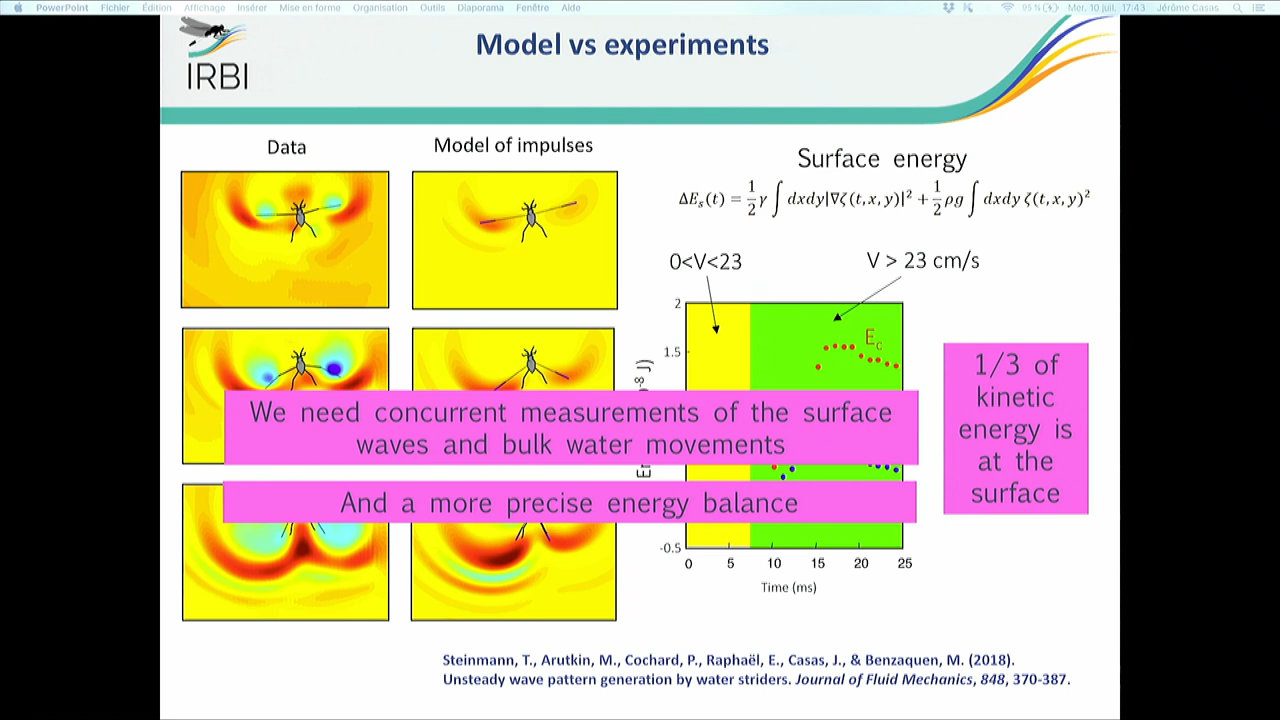 PowerPoint Fichier Édition Affichage Insérer Mise en forme Organisation Outils Diaporama Fenêtre Aide 95 % Mer. 10 juil. 17:43 Jérôme Casas
IRBI
Model vs experiments
Data
Model of impulses
Surface energy
ΔEₛ(t) = 1/2 γ ∫ dxdy|∇ζ(t,x,y)|² + 1/2 ρg ∫ dxdy ζ(t,x,y)²
0<V<23
V > 23 cm/s
2
1.5
-0.5
E_c
0 5 10 15 20 25
Time (ms)
1/3 of
kinetic
energy is
at the
surface
We need concurrent measurements of the surface
waves and bulk water movements
And a more precise energy balance
Steinmann, T., Arutkin, M., Cochard, P., Raphaël, E., Casas, J., & Benzaquen, M. (2018).
Unsteady wave pattern generation by water striders. Journal of Fluid Mechanics, 848, 370-387.